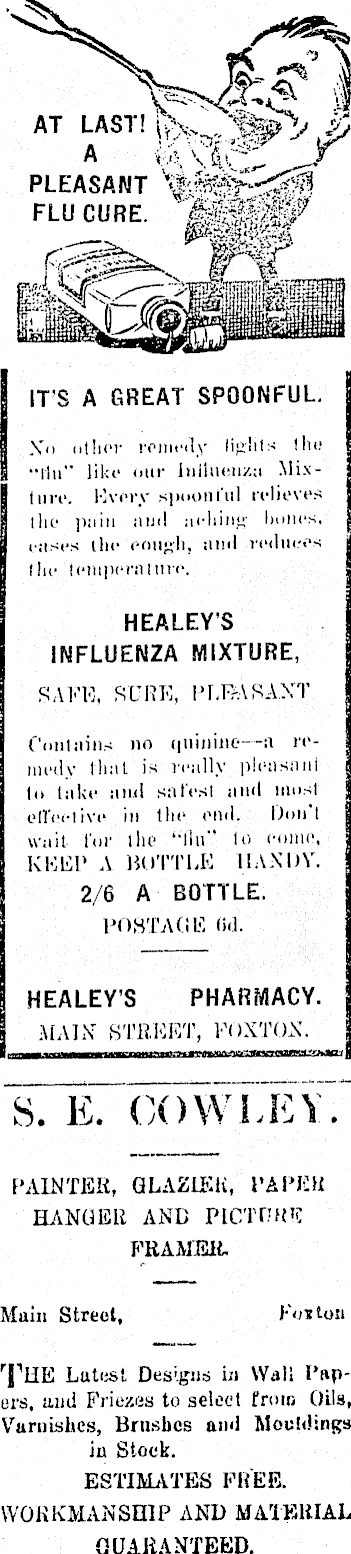 AT LAST!
A
PLEASANT
FLU CURE.
IT'S A GREAT SPOONFUL.
No other remedy fights the
"flu" like our Influenza Mix-
ture. Every spoonful relieves
the pain and aching bones,
eases the cough, and reduces
the temperature.
HEALEY'S
INFLUENZA MIXTURE,
SAFE, SURE, PLEASANT
Contains no quinine—a re-
medy that is really pleasant
to take and safest and most
effective in the end. Don't
wait for the "flu" to come,
KEEP A BOTTLE HANDY.
2/6 A BOTTLE.
POSTAGE 6d.
HEALEY'S PHARMACY.
MAIN STREET, FOXTON.
S. E. COWLEY.
PAINTER, GLAZIER, PAPER
HANGER AND PICTURE
FRAMER.
Main Street, Foxton
THE Latest Designs in Wall Pap-
ers, and Friezes to select from Oils,
Varnishes, Brushes and Mouldings
in Stock.
ESTIMATES FREE.
WORKMANSHIP AND MATERIAL
GUARANTEED.